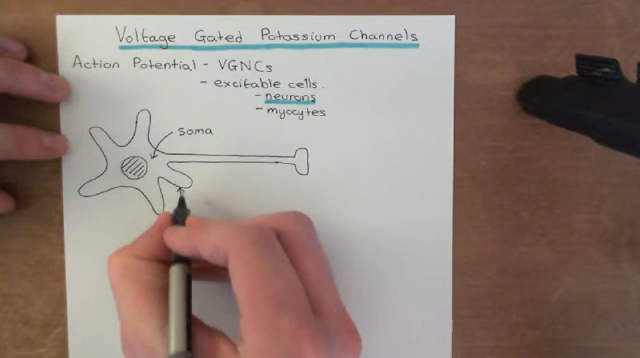 Voltage Gated Potassium Channels
Action Potential - VGNCs
- excitable cells.
- neurons
- myocytes
soma